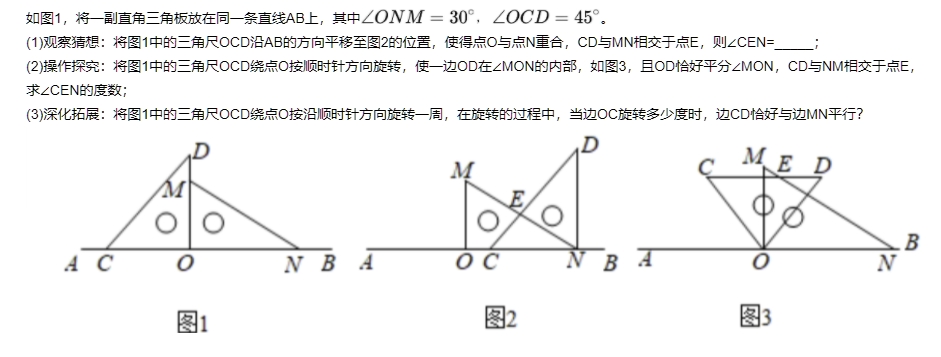 如图1，将一副直角三角板放在同一条直线AB上，其中∠ONM = 30°，∠OCD = 45°。
(1)观察猜想：将图1中的三角尺OCD沿AB的方向平移至图2的位置，使得点O与点N重合，CD与MN相交于点E，则∠CEN=_____；
(2)操作探究：将图1中的三角尺OCD绕点O按顺时针方向旋转，使一边OD在∠MON的内部，如图3，且OD恰好平分∠MON，CD与NM相交于点E，
求∠CEN的度数；
(3)深化拓展：将图1中的三角尺OCD绕点O按沿顺时针方向旋转一周，在旋转的过程中，当边OC旋转多少度时，边CD恰好与边MN平行？
D
M
A C O N B
图1
D
M
E
A O C N B
图2
C M E D
A O N B
图3